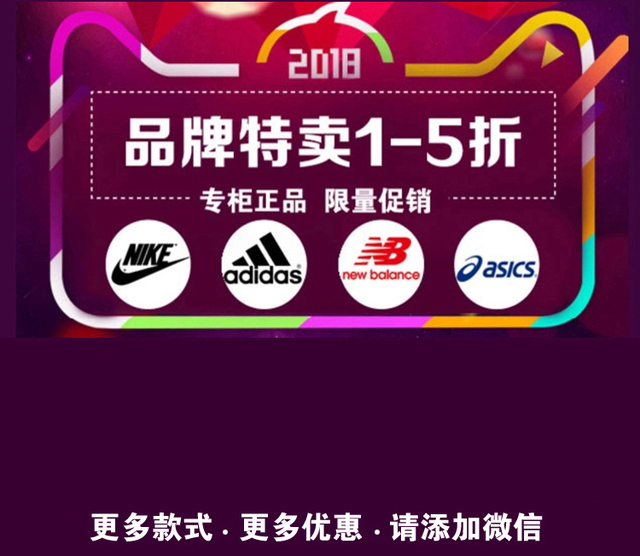 2018
品牌特卖1-5折
专柜正品 限量促销
NIKE adidas NB new balance asics
更多款式 . 更多优惠 . 请添加微信